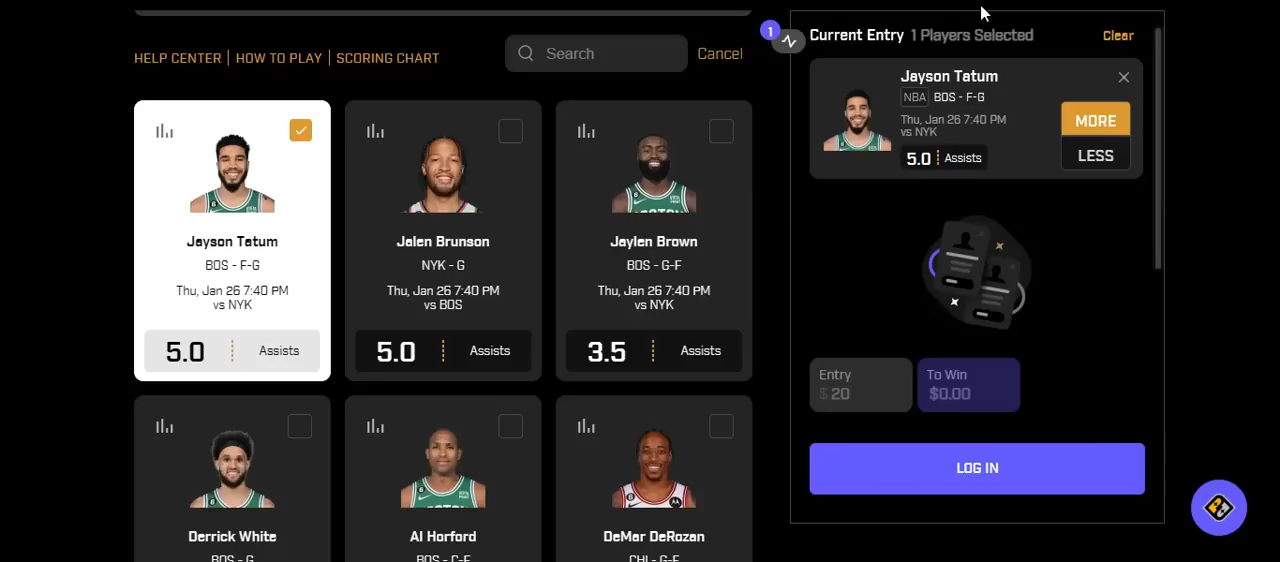 HELP CENTER | HOW TO PLAY | SCORING CHART
Search
Cancel
Jayson Tatum
BOS - F-G
Thu, Jan 26 7:40 PM
vs NYK
5.0
Assists
Jalen Brunson
NYK - G
Thu, Jan 26 7:40 PM
vs BOS
5.0
Assists
Jaylen Brown
BOS - G-F
Thu, Jan 26 7:40 PM
vs NYK
3.5
Assists
Derrick White
BOS - G
Al Horford
BOS - C-F
DeMar DeRozan
CHI - G-F
1
Current Entry 1 Players Selected
Clear
Jayson Tatum
NBA BOS - F-G
Thu, Jan 26 7:40 PM
vs NYK
5.0 Assists
MORE
LESS
Entry
$ 20
To Win
$0.00
LOG IN